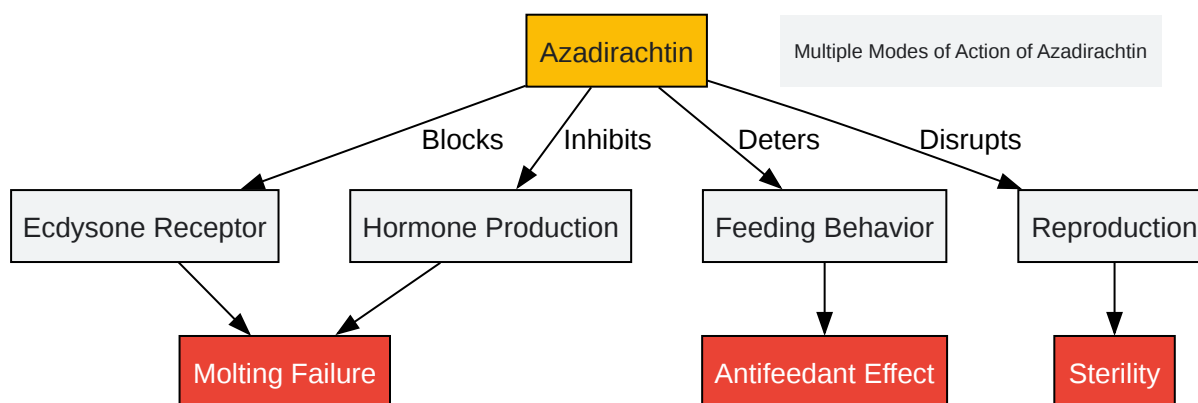 Azadirachtin
Multiple Modes of Action of Azadirachtin
Blocks
Inhibits
Deters
Disrupts
Ecdysone Receptor
Hormone Production
Feeding Behavior
Reproduction
Molting Failure
Antifeedant Effect
Sterility